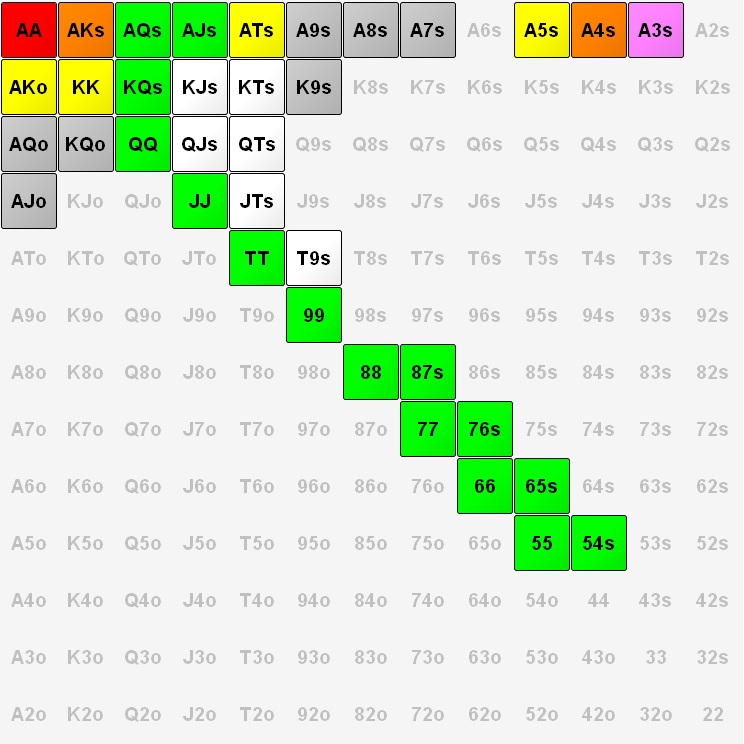 AA AKs AQs AJs ATs A9s A8s A7s A6s A5s A4s A3s A2s
AKo KK KQs KJs KTs K9s K8s K7s K6s K5s K4s K3s K2s
AQo KQo QQ QJs QTs Q9s Q8s Q7s Q6s Q5s Q4s Q3s Q2s
AJo KJo QJo JJ JTs J9s J8s J7s J6s J5s J4s J3s J2s
ATo KTo QTo JTo TT T9s T8s T7s T6s T5s T4s T3s T2s
A9o K9o Q9o J9o T9o 99 98s 97s 96s 95s 94s 93s 92s
A8o K8o Q8o J8o T8o 98o 88 87s 86s 85s 84s 83s 82s
A7o K7o Q7o J7o T7o 97o 87o 77 76s 75s 74s 73s 72s
A6o K6o Q6o J6o T6o 96o 86o 76o 66 65s 64s 63s 62s
A5o K5o Q5o J5o T5o 95o 85o 75o 65o 55 54s 53s 52s
A4o K4o Q4o J4o T4o 94o 84o 74o 64o 54o 44 43s 42s
A3o K3o Q3o J3o T3o 93o 83o 73o 63o 53o 43o 33 32s
A2o K2o Q2o J2o T2o 92o 82o 72o 62o 52o 42o 32o 22